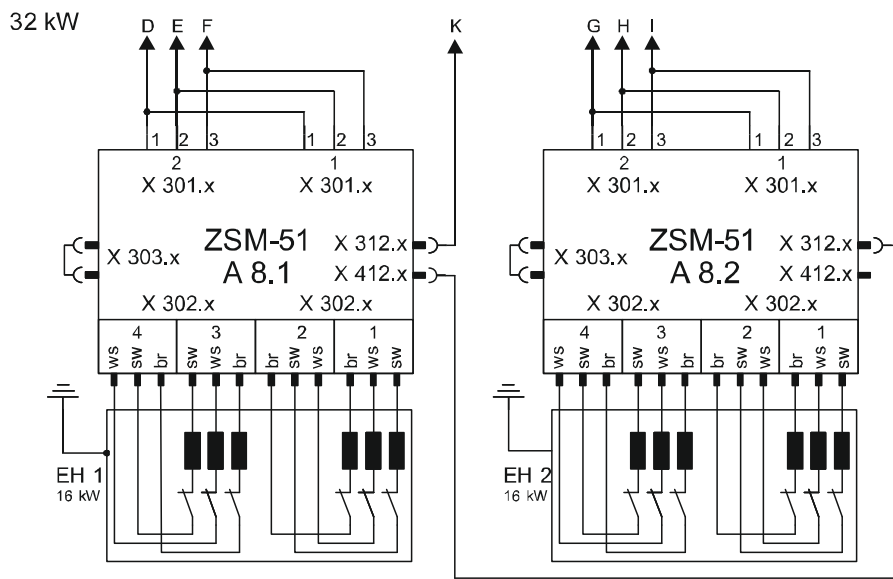 32 kW D E F K G H I
1 2 3 1 2 3 1 2 3 1 2 3
2 1 2 1
X 301.x X 301.x X 301.x X 301.x
ZSM-51 X 312.x ZSM-51 X 312.x
X 303.x X 303.x
A 8.1 X 412.x A 8.2 X 412.x
X 302.x X 302.x X 302.x X 302.x
4 3 2 1 4 3 2 1
ws sw br sw ws br br sw ws br ws sw ws sw br sw ws br br sw ws br ws sw
EH 1 EH 2
16 kW 16 kW